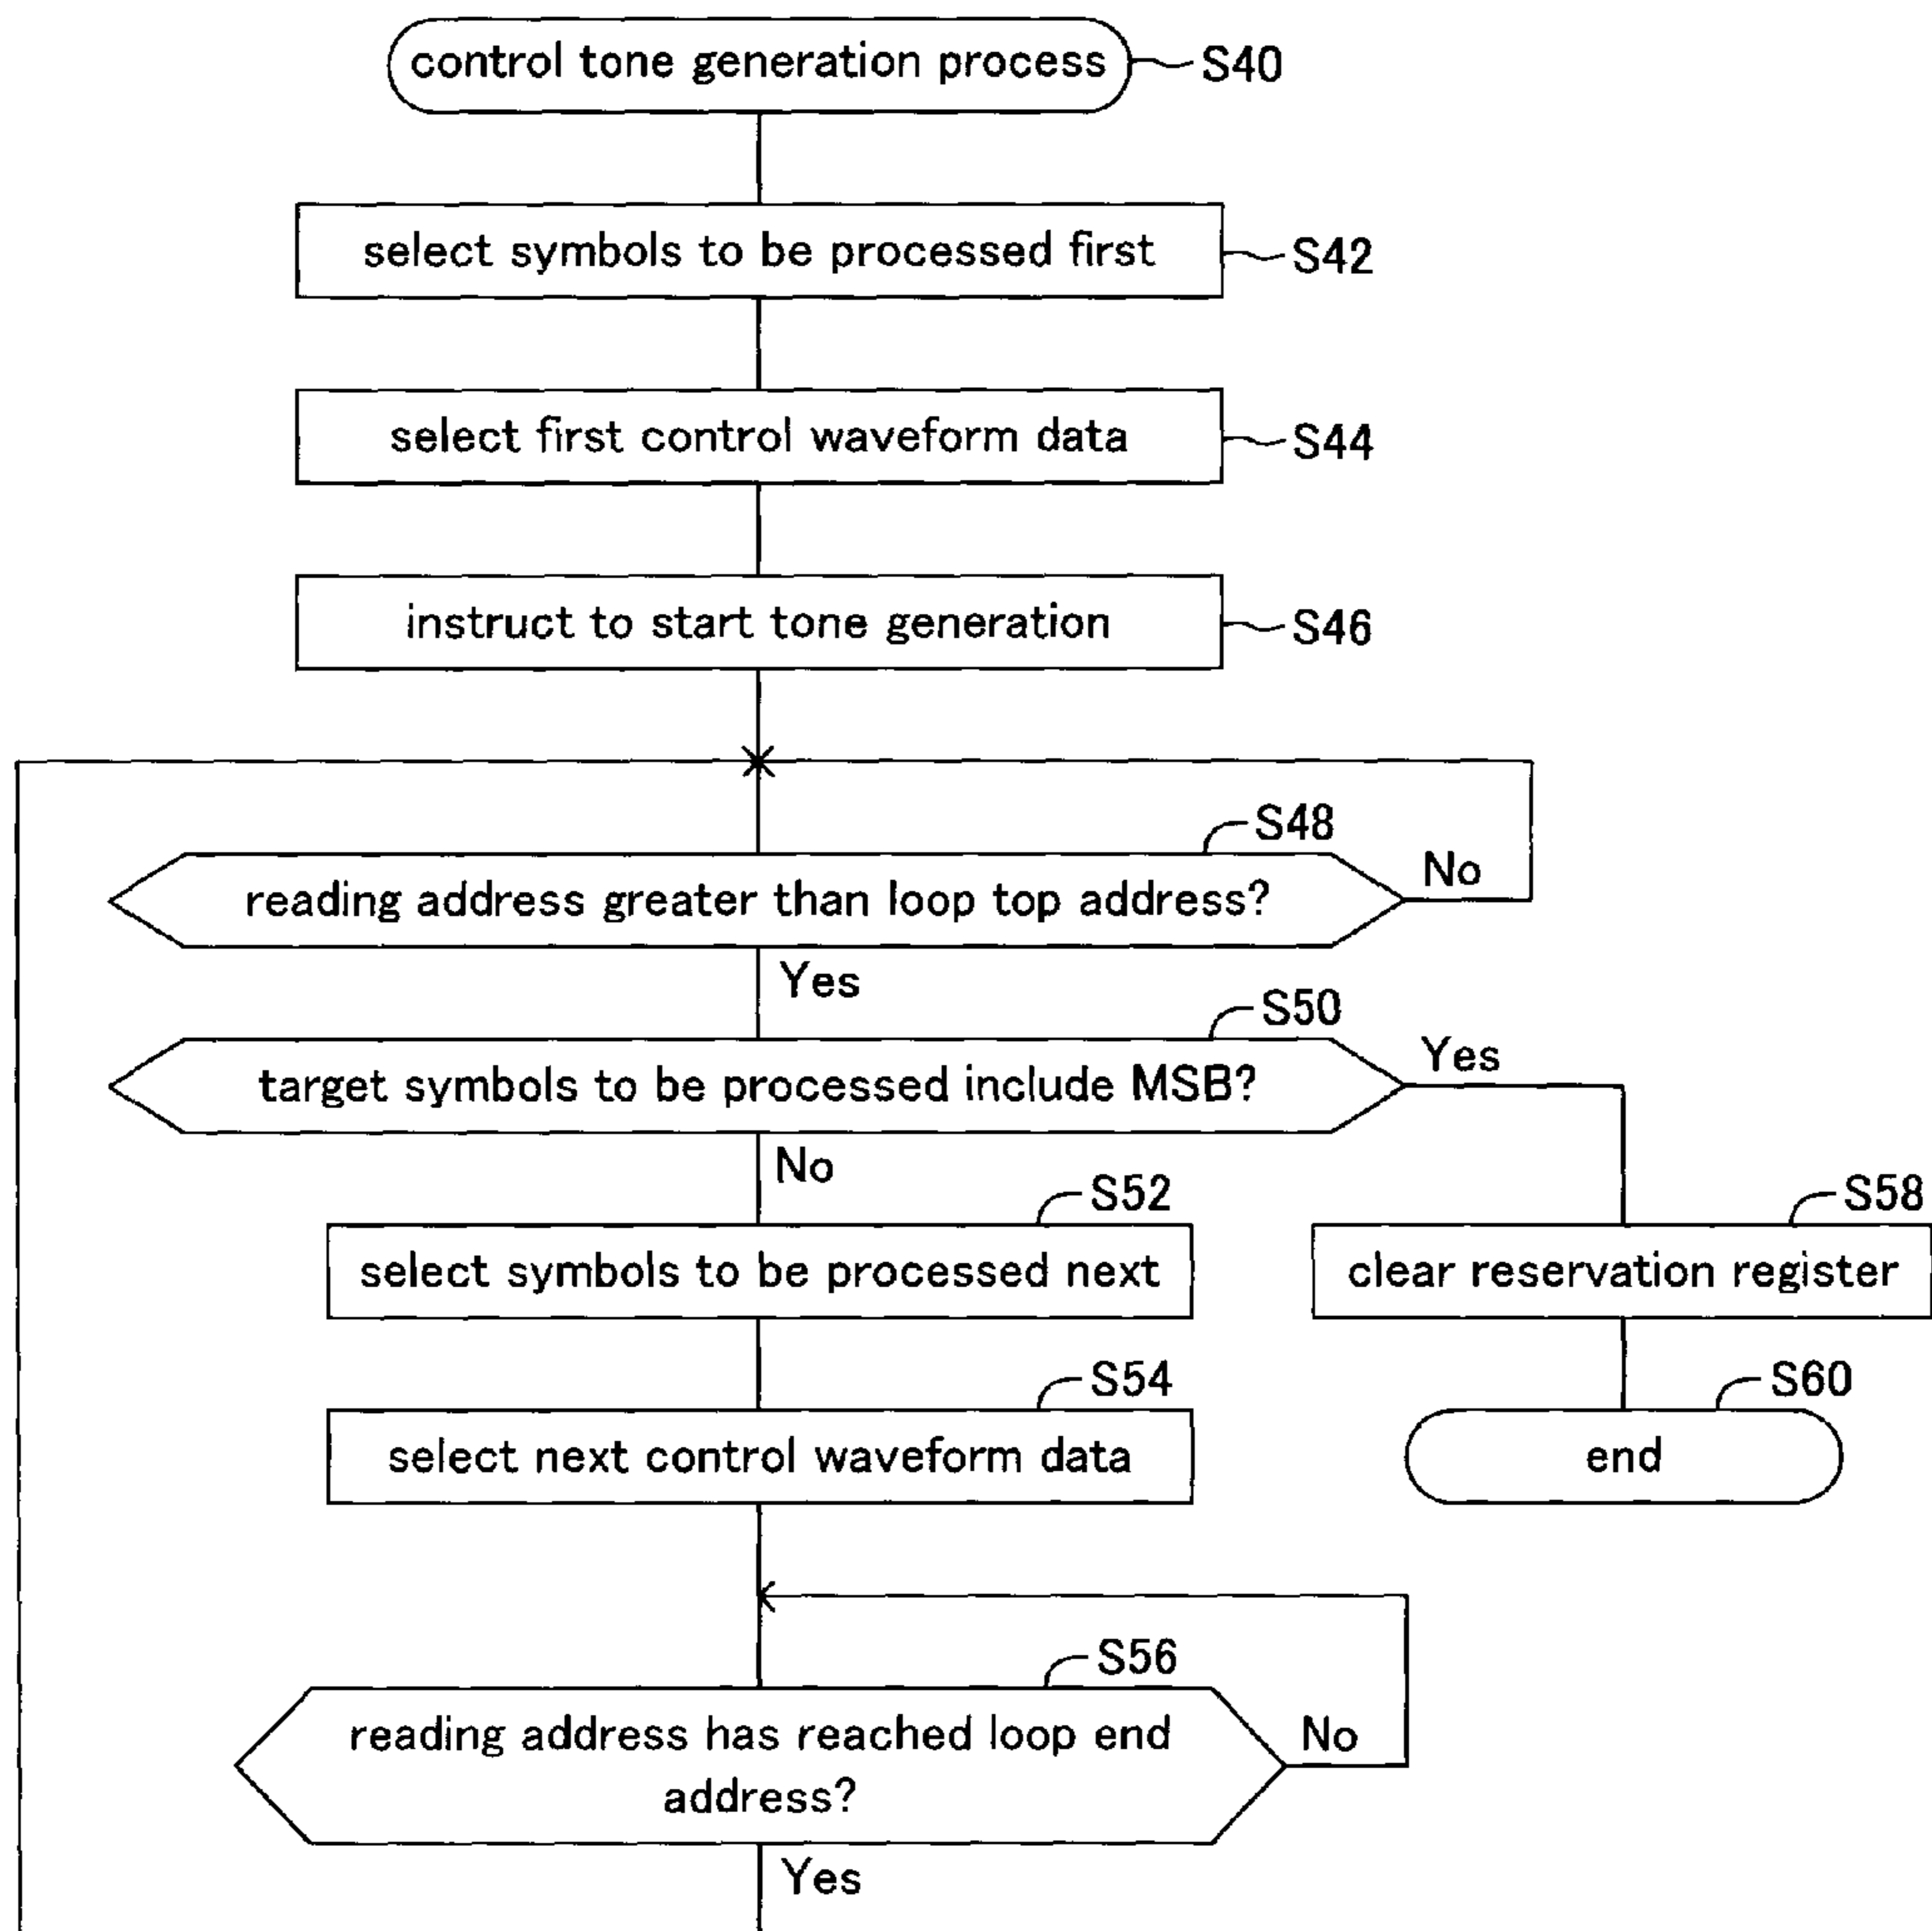 control tone generation process
S40
select symbols to be processed first
S42
select first control waveform data
S44
instruct to start tone generation
S46
S48
reading address greater than loop top address?
No
Yes
S50
target symbols to be processed include MSB?
Yes
No
S52
select symbols to be processed next
S58
clear reservation register
S54
select next control waveform data
S60
end
S56
reading address has reached loop end
address?
No
Yes